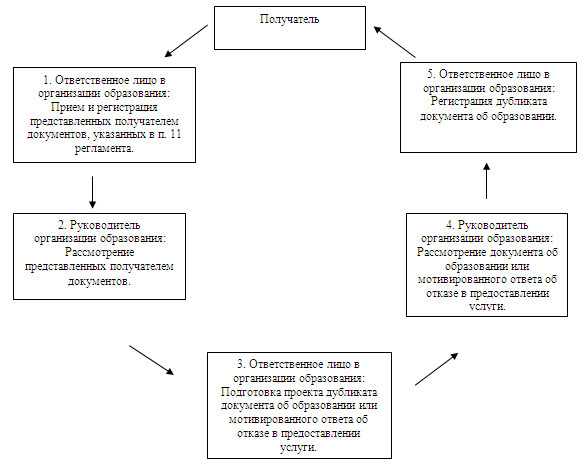 Получатель
1. Ответственное лицо в
организации образования:
Прием и регистрация
представленных получателем
документов, указанных в п. 11
регламента.
2. Руководитель
организации образования:
Рассмотрение
представленных получателем
документов.
3. Ответственное лицо в
организации образования:
Подготовка проекта дубликата
документа об образовании или
мотивированного ответа об
отказе в предоставлении
услуги.
4. Руководитель
организации образования:
Рассмотрение документа об
образовании или
мотивированного ответа об
отказе в предоставлении
услуги.
5. Ответственное лицо в
организации образования:
Регистрация дубликата
документа об образовании.